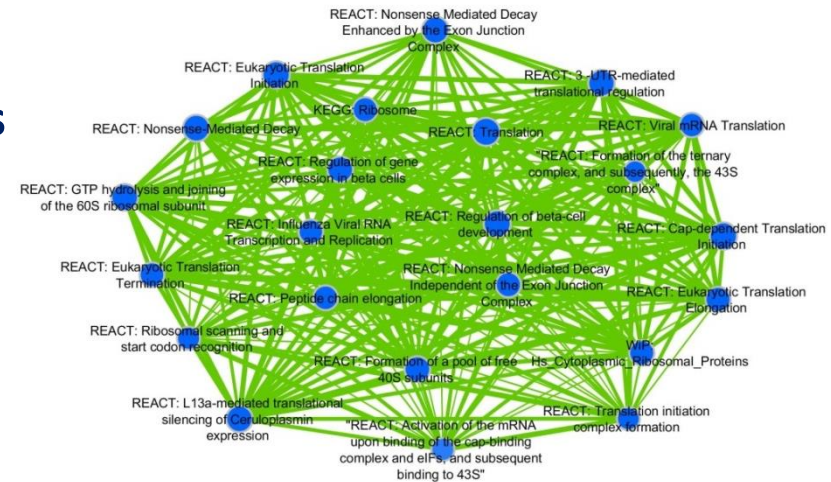 REACT: Nonsense Mediated Decay
Enhanced by the Exon Junction
Complex
REACT: Eukaryotic Translation
Initiation
REACT: 3 -UTR-mediated
translational regulation
KEGG: Ribosome
REACT: Nonsense-Mediated Decay
REACT: Translation
REACT: Viral mRNA Translation
s
REACT: Regulation of gene
expression in beta cells
"REACT: Formation of the ternary
complex, and subsequently, the 43S
complex"
REACT: GTP hydrolysis and joining
of the 60S ribosomal subunit
REACT: Influenza Viral RNA
Transcription and Replication
REACT: Regulation of beta-cell
development
REACT: Cap-dependent Translation
Initiation
REACT: Eukaryotic Translation
Termination
REACT: Peptide chain elongation
REACT: Nonsense Mediated Decay
Independent of the Exon Junction
Complex
REACT: Eukaryotic Translation
Elongation
REACT: Ribosomal scanning and
start codon recognition
REACT: Formation of a pool of free
40S subunits
WiP:
Hs_Cytoplasmic_Ribosomal_Proteins
REACT: L13a-mediated translational
silencing of Ceruloplasmin
expression
"REACT: Activation of the mRNA
upon binding of the cap-binding
complex and eIFs, and subsequent
binding to 43S"
REACT: Translation initiation
complex formation